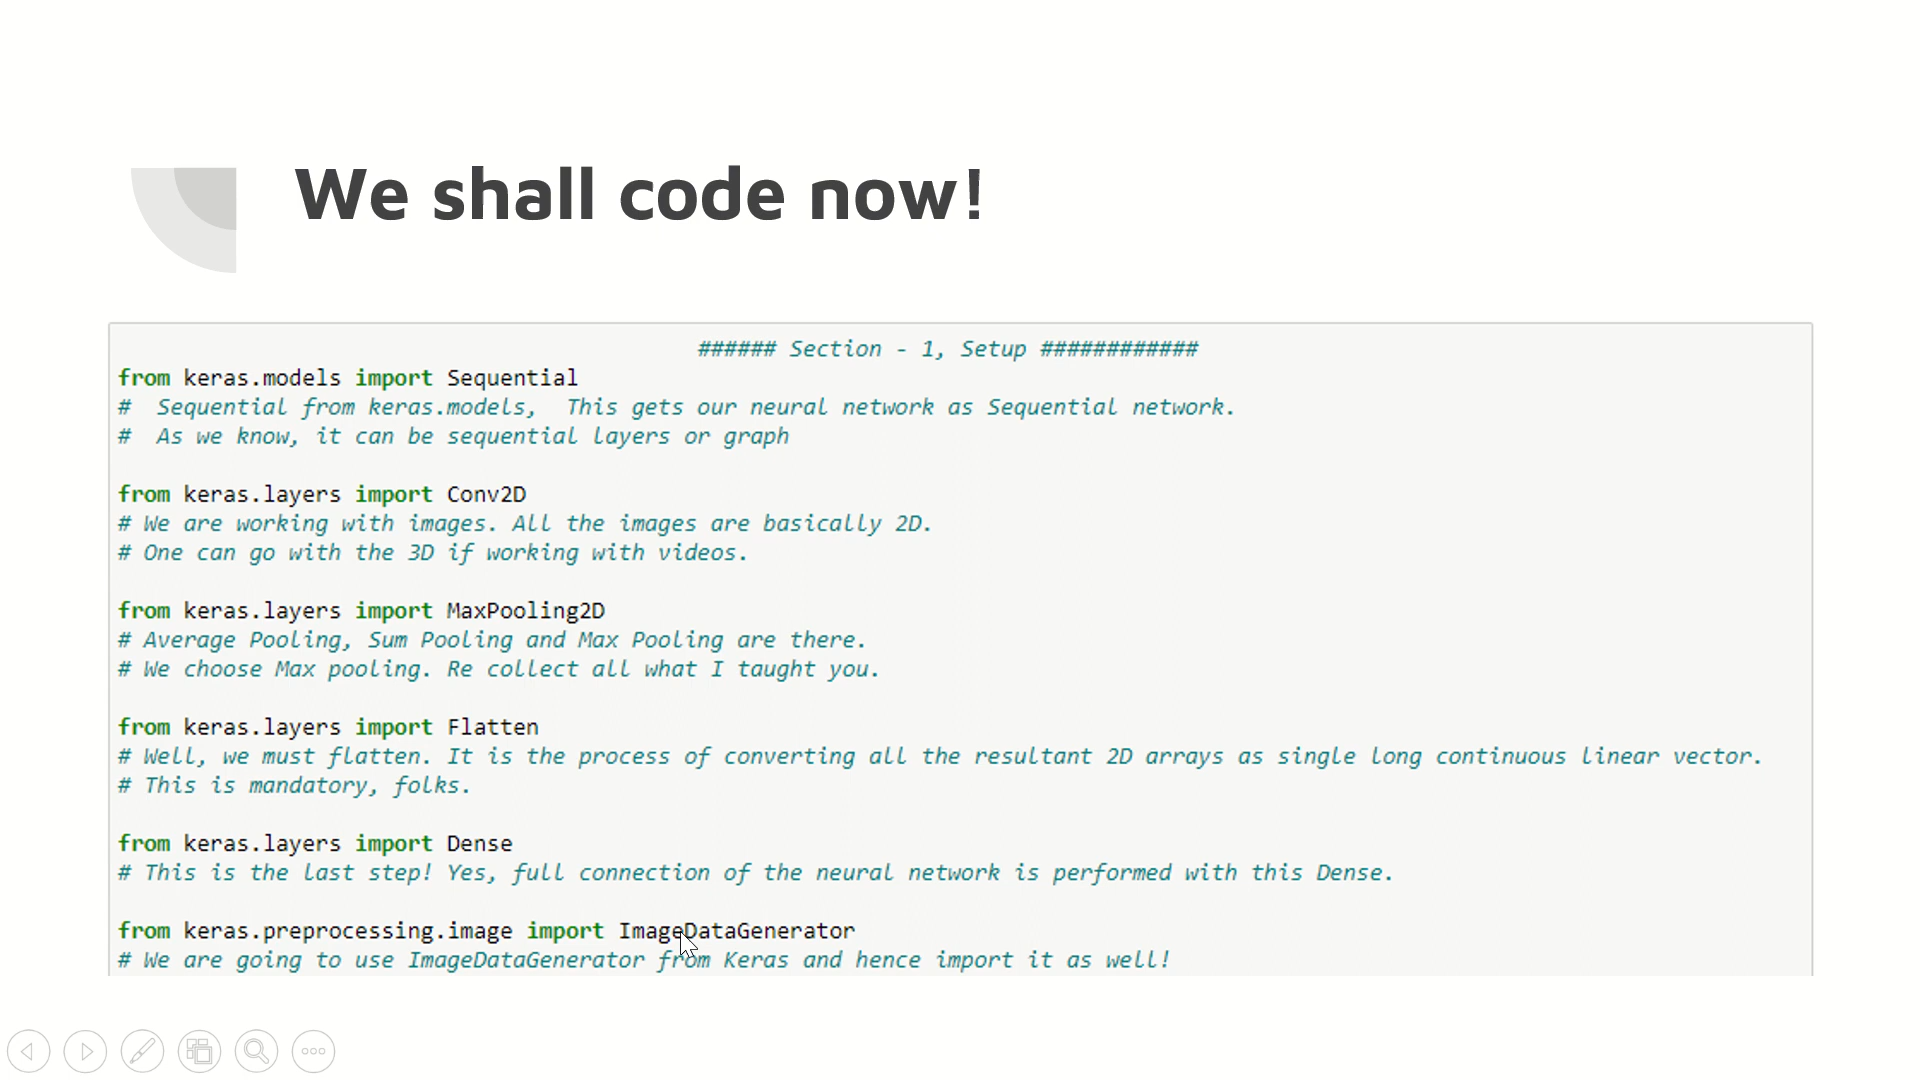 We shall code now!
###### Section - 1, Setup ############
from keras.models import Sequential
#  Sequential from keras.models,  This gets our neural network as Sequential network.
#  As we know, it can be sequential layers or graph
from keras.layers import Conv2D
# We are working with images. All the images are basically 2D.
# One can go with the 3D if working with videos.
from keras.layers import MaxPooling2D
# Average Pooling, Sum Pooling and Max Pooling are there.
# We choose Max pooling. Re collect all what I taught you.
from keras.layers import Flatten
# Well, we must flatten. It is the process of converting all the resultant 2D arrays as single long continuous linear vector.
# This is mandatory, folks.
from keras.layers import Dense
# This is the last step! Yes, full connection of the neural network is performed with this Dense.
from keras.preprocessing.image import ImageDataGenerator
# We are going to use ImageDataGenerator from Keras and hence import it as well!